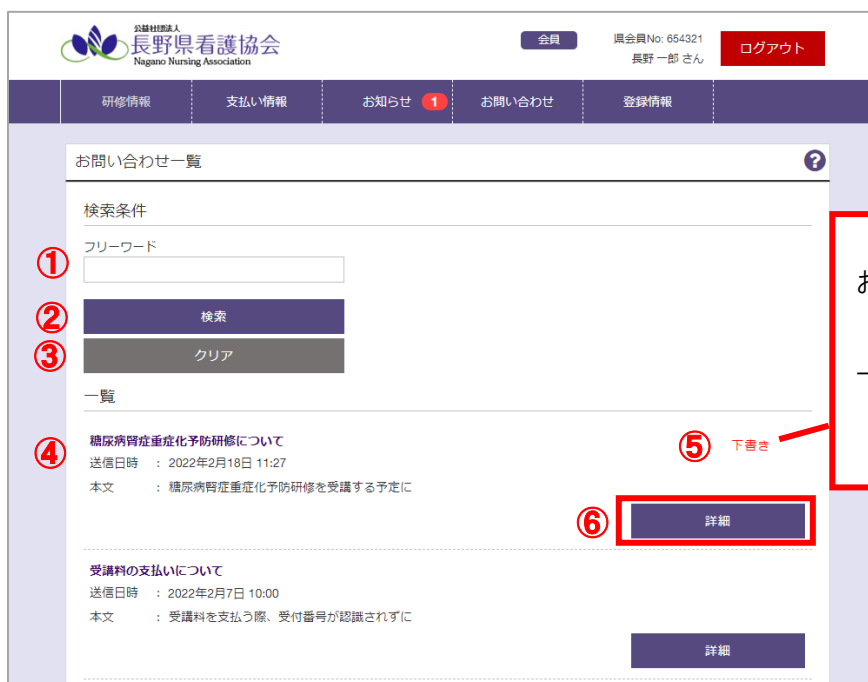 公益社団法人
長野県看護協会
Nagano Nursing Association
会員
県会員No: 654321
長野 一郎 さん
ログアウト
研修情報
支払い情報
お知らせ 1
お問い合わせ
登録情報
お問い合わせ一覧
?
検索条件
フリーワード
①
② 検索
③ クリア
一覧
④ 糖尿病腎症重症化予防研修について
送信日時 : 2022年2月18日 11:27
⑤ 下書き
本文 : 糖尿病腎症重症化予防研修を受講する予定に
⑥ 詳細
受講料の支払いについて
送信日時 : 2022年2月7日 10:00
本文 : 受講料を支払う際、受付番号が認識されずに
詳細